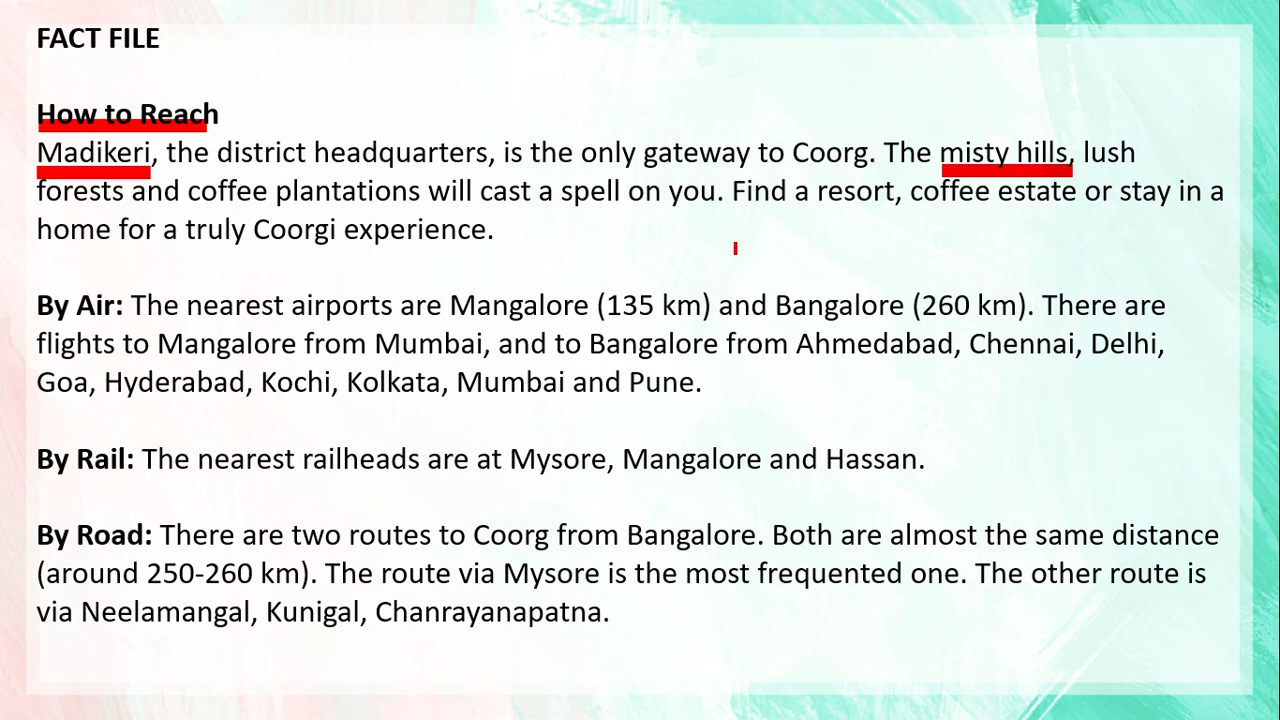 FACT FILE
How to Reach
Madikeri, the district headquarters, is the only gateway to Coorg. The misty hills, lush
forests and coffee plantations will cast a spell on you. Find a resort, coffee estate or stay in a
home for a truly Coorgi experience.
By Air: The nearest airports are Mangalore (135 km) and Bangalore (260 km). There are
flights to Mangalore from Mumbai, and to Bangalore from Ahmedabad, Chennai, Delhi,
Goa, Hyderabad, Kochi, Kolkata, Mumbai and Pune.
By Rail: The nearest railheads are at Mysore, Mangalore and Hassan.
By Road: There are two routes to Coorg from Bangalore. Both are almost the same distance
(around 250-260 km). The route via Mysore is the most frequented one. The other route is
via Neelamangal, Kunigal, Chanrayanapatna.